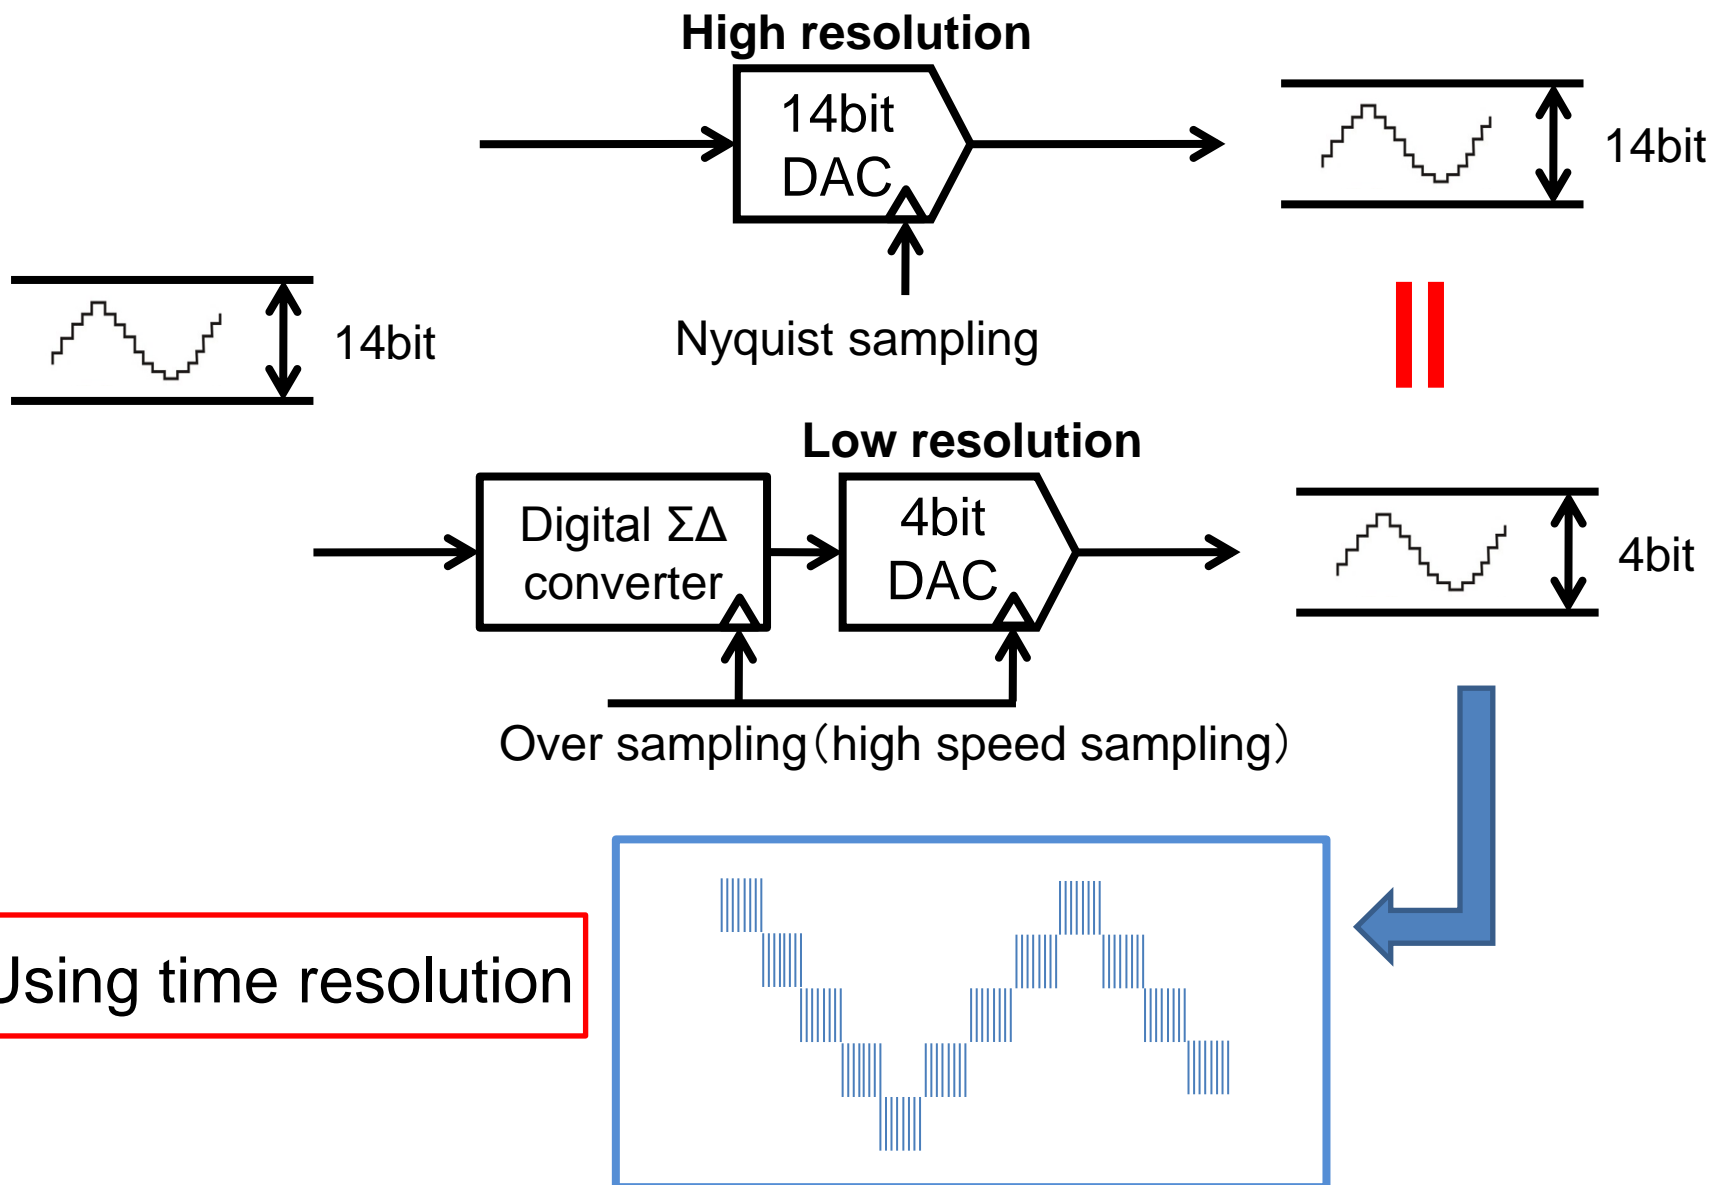 High resolution
14bit
DAC
14bit
Nyquist sampling
14bit
Low resolution
Digital ΣΔ
converter
4bit
DAC
4bit
Over sampling（high speed sampling）
Using time resolution